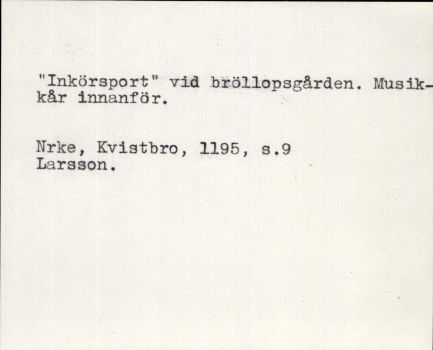 "Inkörsport" vid bröllopsgården. Musik-
kår innanför.
Nrke, Kvistbro, 1195, s.9
Larsson.